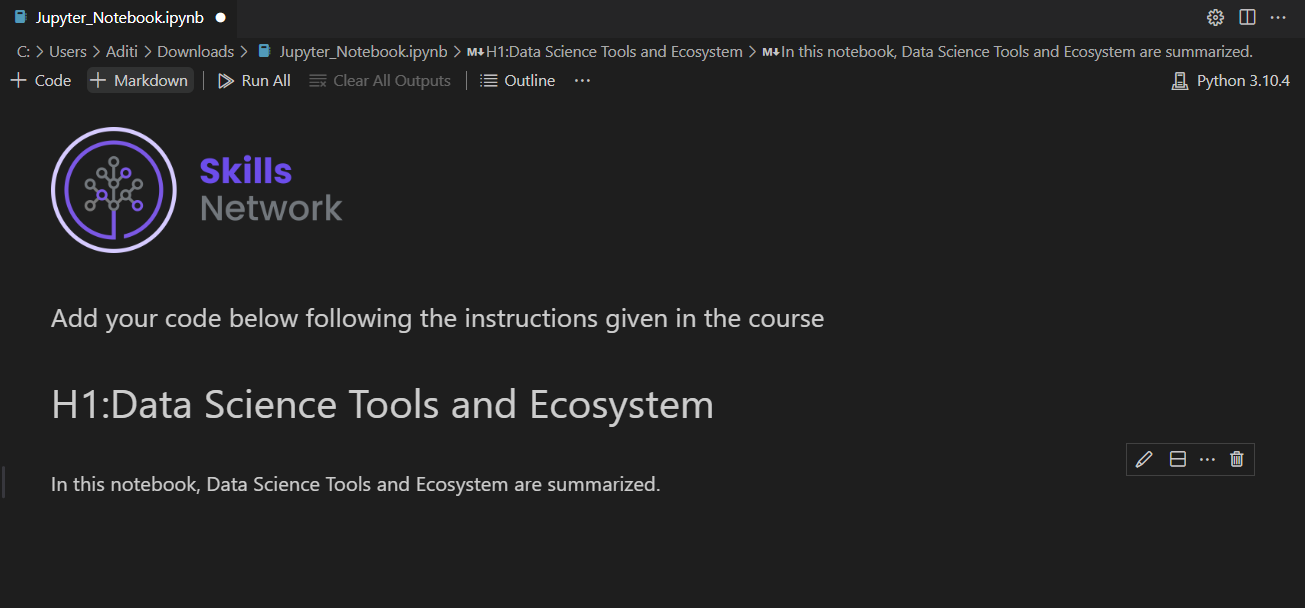 Jupyter_Notebook.ipynb
C: > Users > Aditi > Downloads > Jupyter_Notebook.ipynb > M↓H1:Data Science Tools and Ecosystem > M↓In this notebook, Data Science Tools and Ecosystem are summarized.
+ Code + Markdown | Run All Clear All Outputs | Outline ··· Python 3.10.4
Skills
Network
Add your code below following the instructions given in the course
H1:Data Science Tools and Ecosystem
In this notebook, Data Science Tools and Ecosystem are summarized.